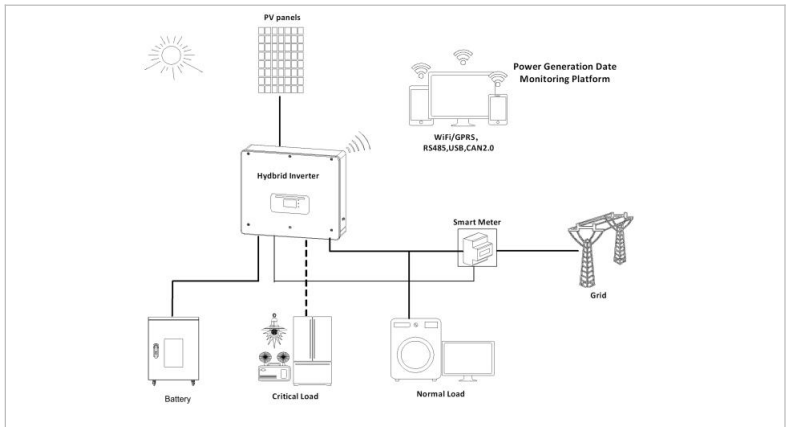 PV panels
Power Generation Date
Monitoring Platform
WiFi/GPRS,
RS485,USB,CAN2.0
Hydbrid Inverter
Smart Meter
Grid
Battery
Critical Load
Normal Load